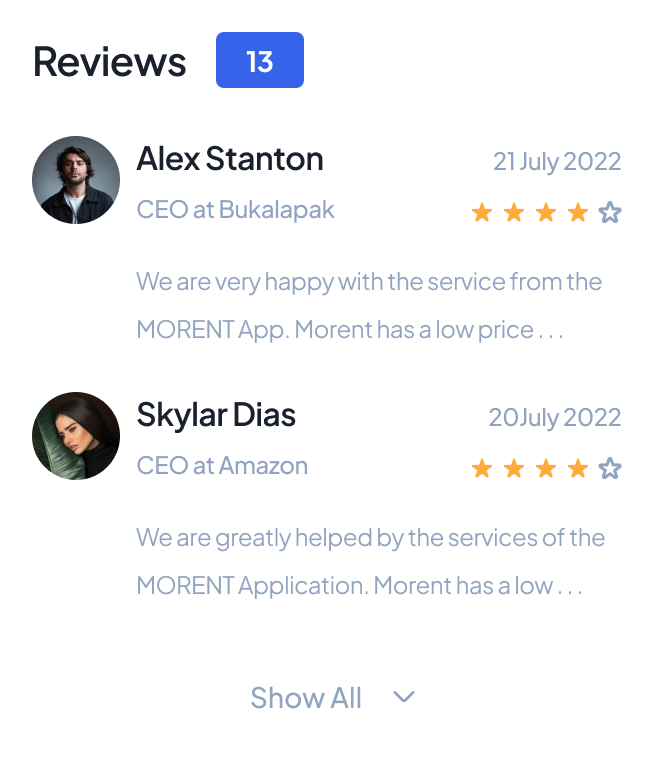 Reviews 13
Alex Stanton 21 July 2022
CEO at Bukalapak
We are very happy with the service from the
MORENT App. Morent has a low price . . .
Skylar Dias 20July 2022
CEO at Amazon
We are greatly helped by the services of the
MORENT Application. Morent has a low . . .
Show All